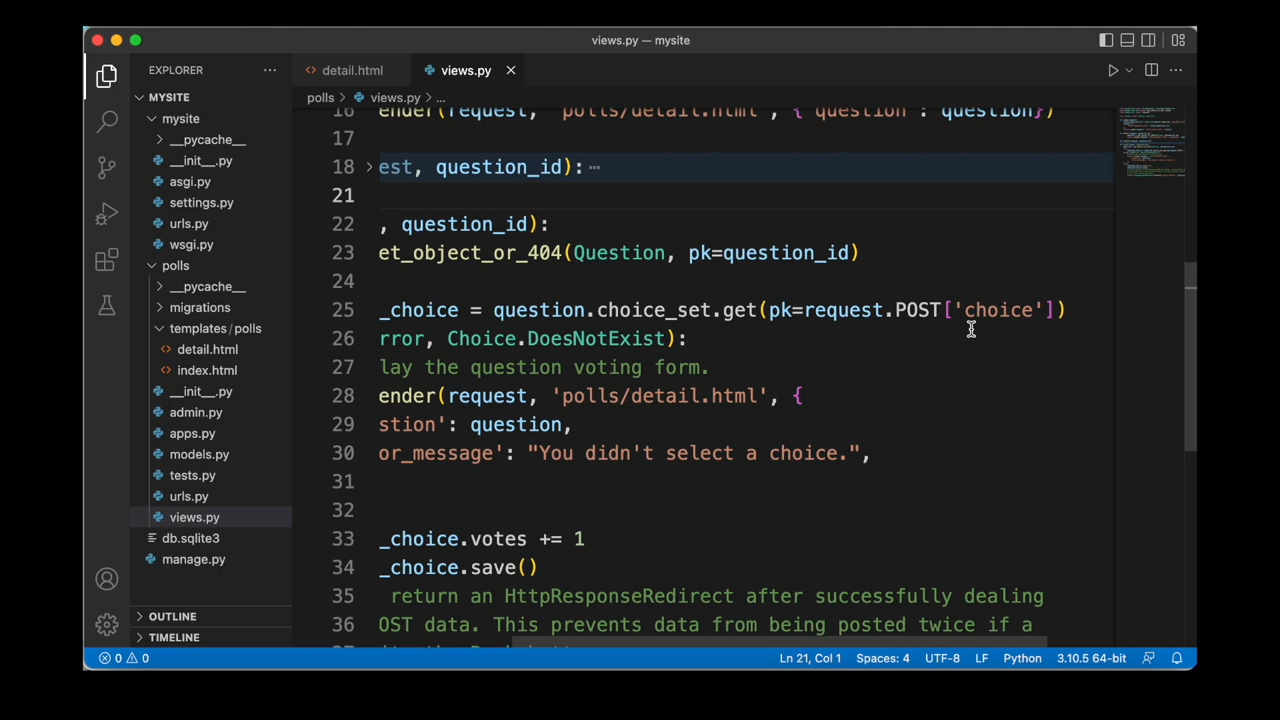 views.py — mysite
EXPLORER
detail.html
views.py
MYSITE
polls > views.py > ...
mysite
__pycache__
__init__.py
asgi.py
settings.py
urls.py
wsgi.py
polls
__pycache__
migrations
templates/polls
detail.html
index.html
__init__.py
admin.py
apps.py
models.py
tests.py
urls.py
views.py
db.sqlite3
manage.py
OUTLINE
TIMELINE
16 ender(request, 'polls/detail.html', {'question': question})
17
18 est, question_id):
21
22 , question_id):
23 et_object_or_404(Question, pk=question_id)
24
25 _choice = question.choice_set.get(pk=request.POST['choice'])
26 rror, Choice.DoesNotExist):
27 lay the question voting form.
28 ender(request, 'polls/detail.html', {
29 stion': question,
30 or_message': "You didn't select a choice.",
31
32
33 _choice.votes += 1
34 _choice.save()
35 return an HttpResponseRedirect after successfully dealing
36 OST data. This prevents data from being posted twice if a
0 0
Ln 21, Col 1
Spaces: 4
UTF-8
LF
Python
3.10.5 64-bit